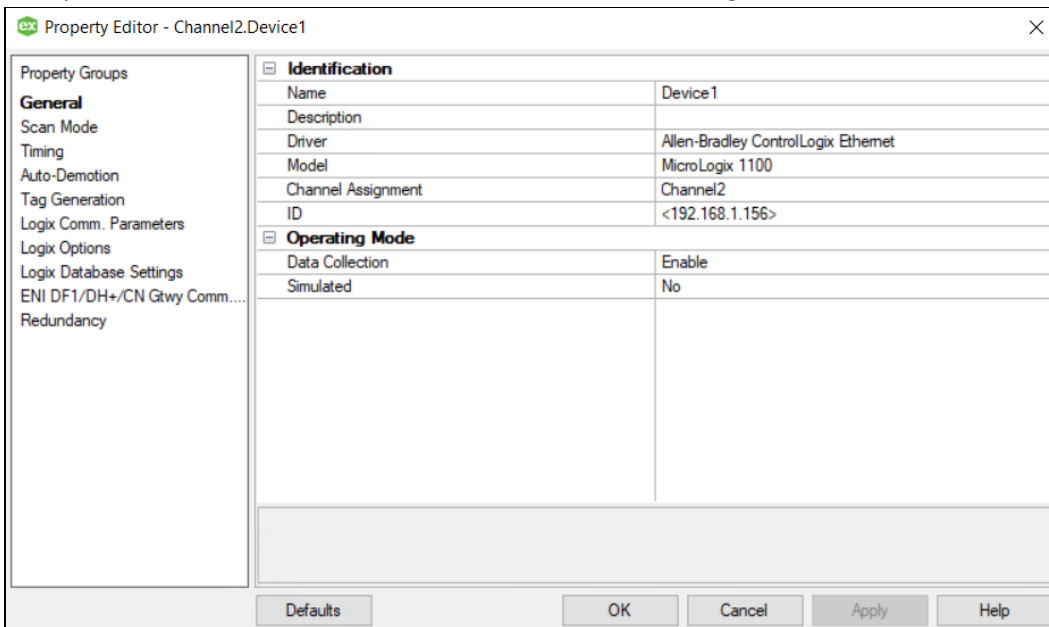 ex Property Editor - Channel2.Device1
Property Groups
General
Scan Mode
Timing
Auto-Demotion
Tag Generation
Logix Comm. Parameters
Logix Options
Logix Database Settings
ENI DF1/DH+/CN Gtwy Comm....
Redundancy
Identification
Name Device1
Description
Driver Allen-Bradley ControlLogix Ethernet
Model MicroLogix 1100
Channel Assignment Channel2
ID <192.168.1.156>
Operating Mode
Data Collection Enable
Simulated No
Defaults OK Cancel Apply Help